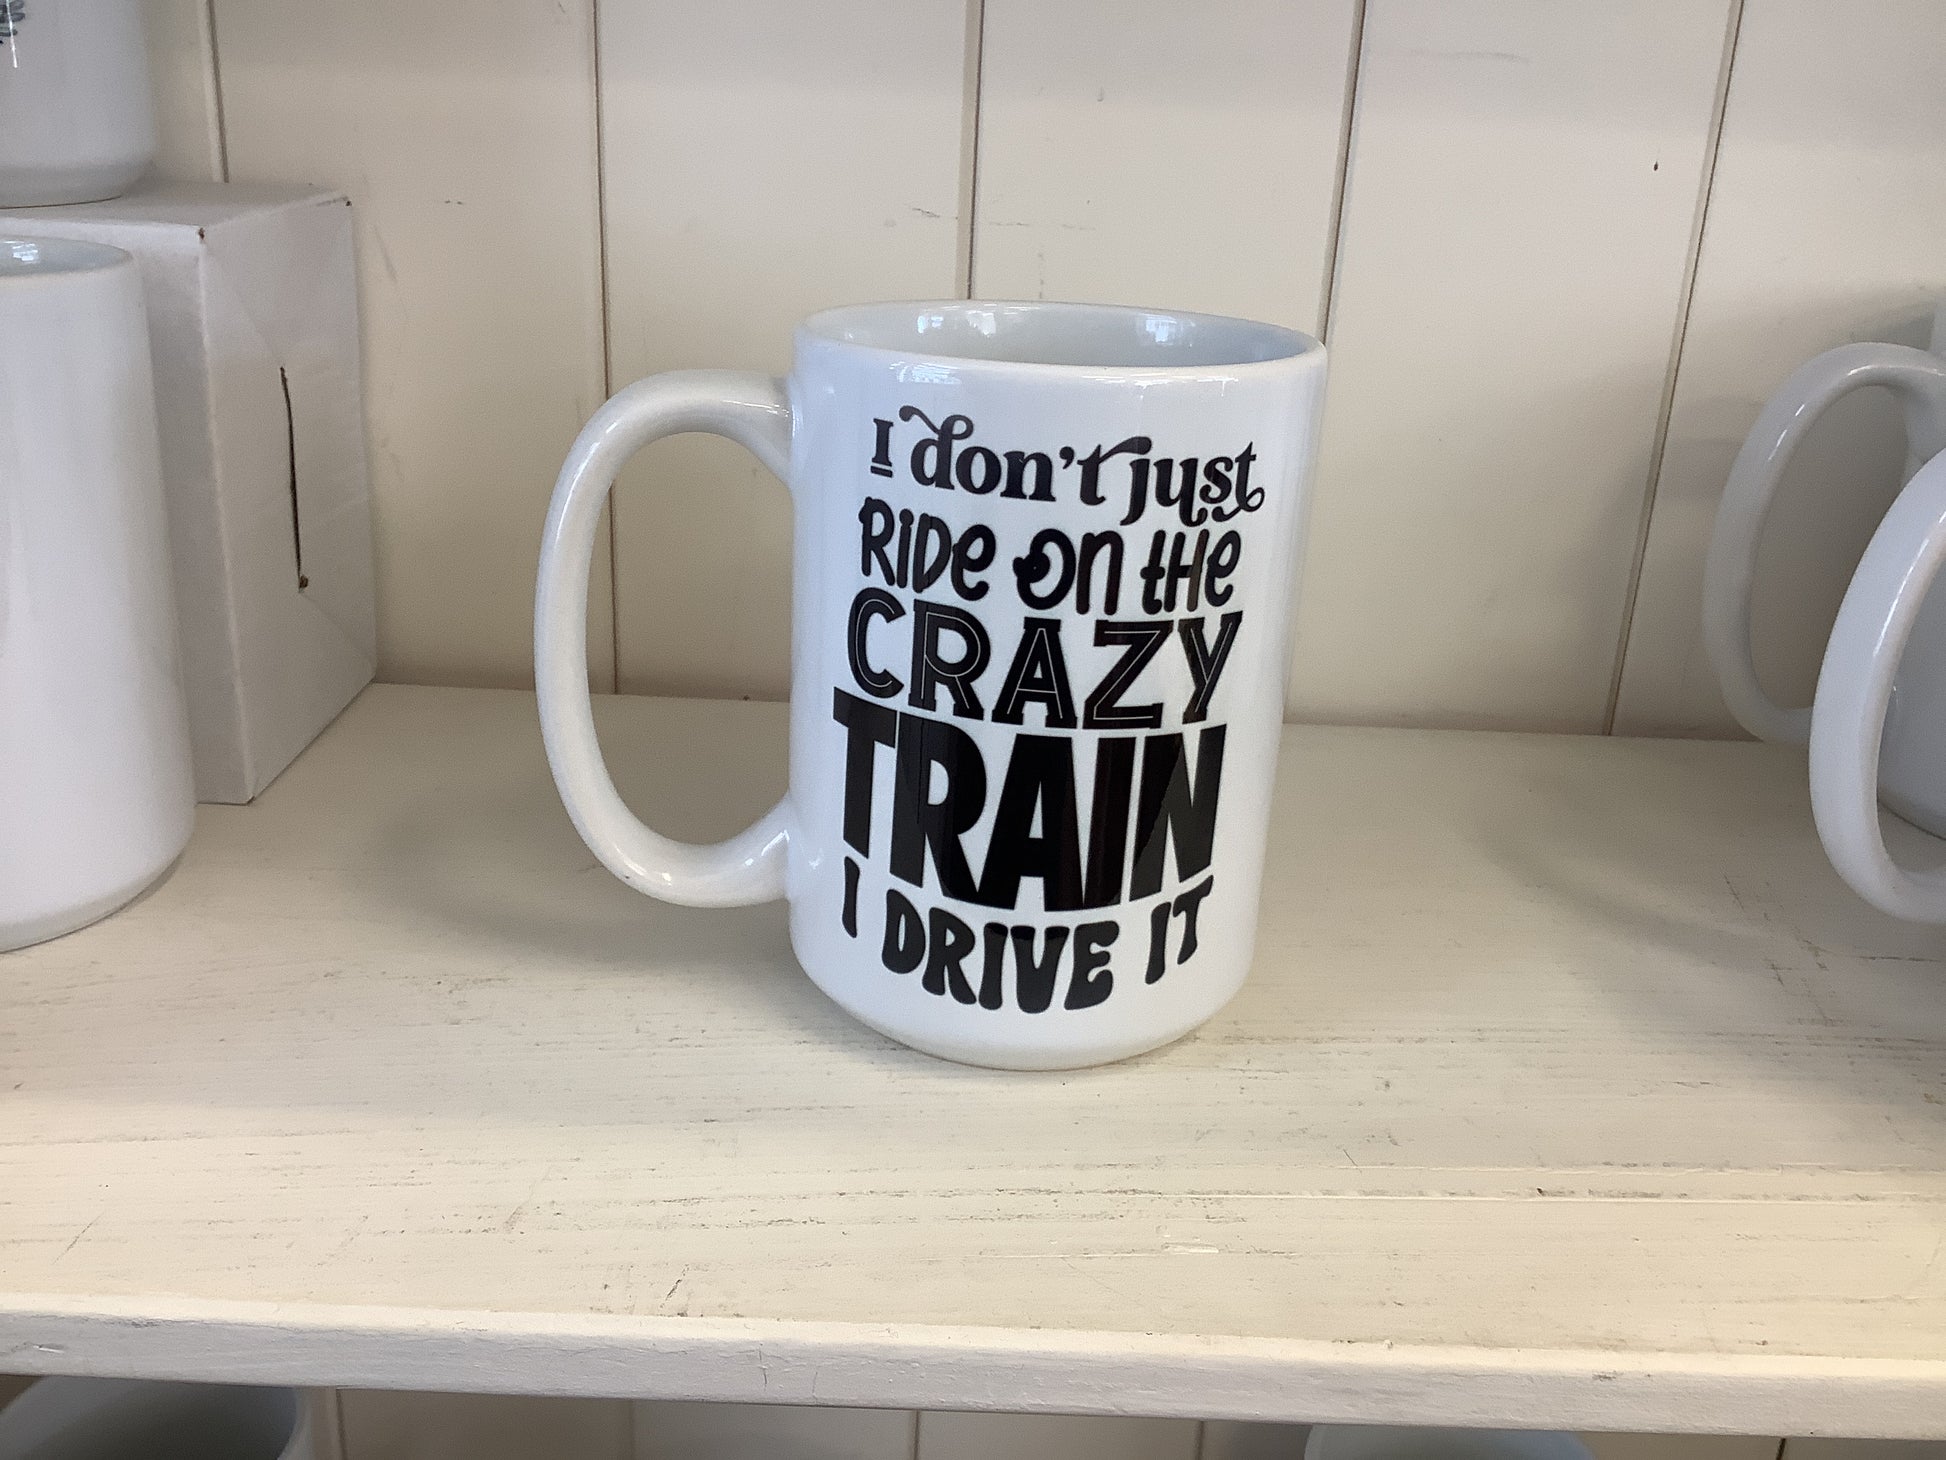 I don't just
RiDe on tHe
CRAZY
TRAIN
I DRIVE IT